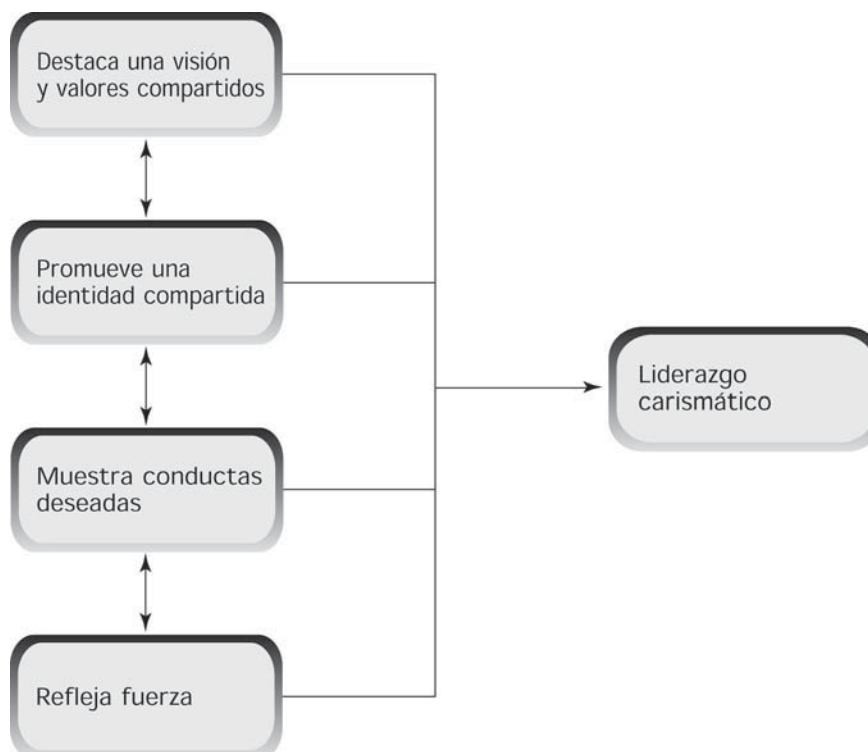 Destaca una visión
y valores compartidos
Promueve una
identidad compartida
Liderazgo
carismático
Muestra conductas
deseadas
Refleja fuerza